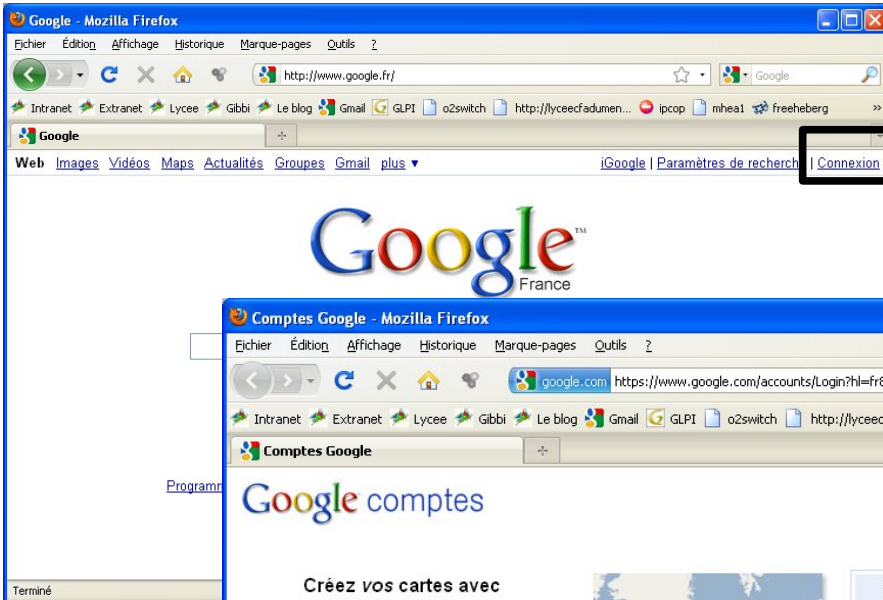 Google - Mozilla Firefox
Fichier Édition Affichage Historique Marque-pages Outils ?
http://www.google.fr/
Google
Intranet Extranet Lycee Gibbi Le blog Gmail GLPI o2switch http://lyceecfadumen... ipcop mhea1 freeheberg »
Google
Web Images Vidéos Maps Actualités Groupes Gmail plus ▼ iGoogle | Paramètres de recherch | Connexion
Google™
France
Comptes Google - Mozilla Firefox
Fichier Édition Affichage Historique Marque-pages Outils ?
google.com https://www.google.com/accounts/Login?hl=fr&
Intranet Extranet Lycee Gibbi Le blog Gmail GLPI o2switch http://lyceec
Comptes Google
Programm
Google comptes
Créez vos cartes avec
Terminé